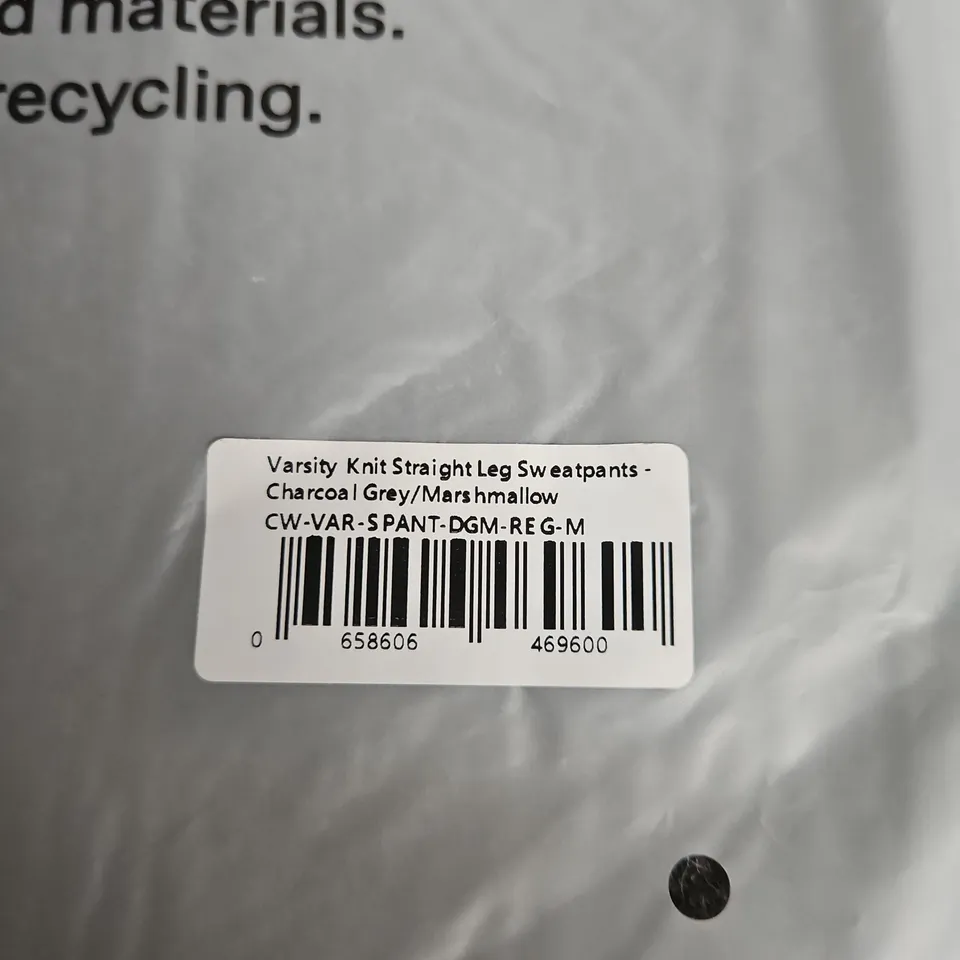 materials.
recycling.
Varsity Knit Straight Leg Sweatpants -
Charcoal Grey/Marshmallow
CW-VAR-SPANT-DGM-REG-M
0 658606 469600